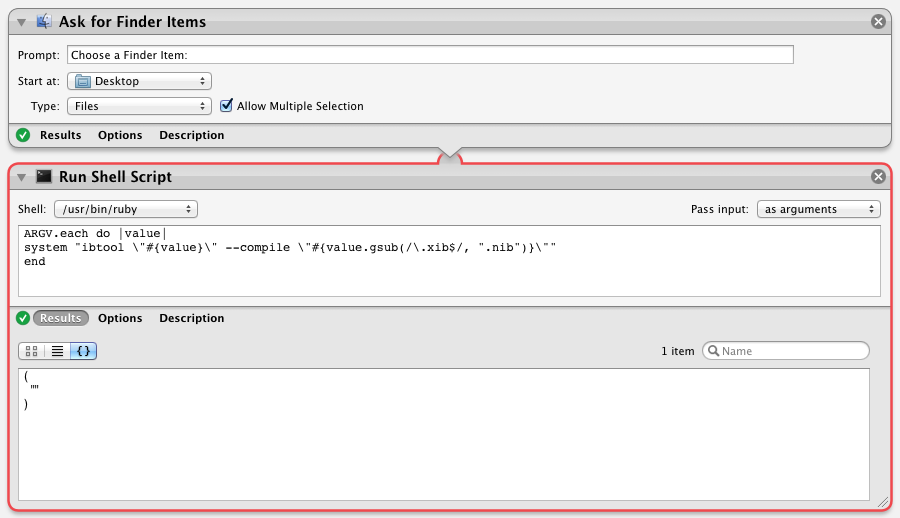 Ask for Finder Items
Prompt: Choose a Finder Item:
Start at: Desktop
Type: Files Allow Multiple Selection
Results Options Description
Run Shell Script
Shell: /usr/bin/ruby Pass input: as arguments
ARGV.each do |value|
system "ibtool \"#{value}\" --compile \"#{value.gsub(/\.xib$/, ".nib")}\""
end
Results Options Description
{} 1 item Name
(
""
)